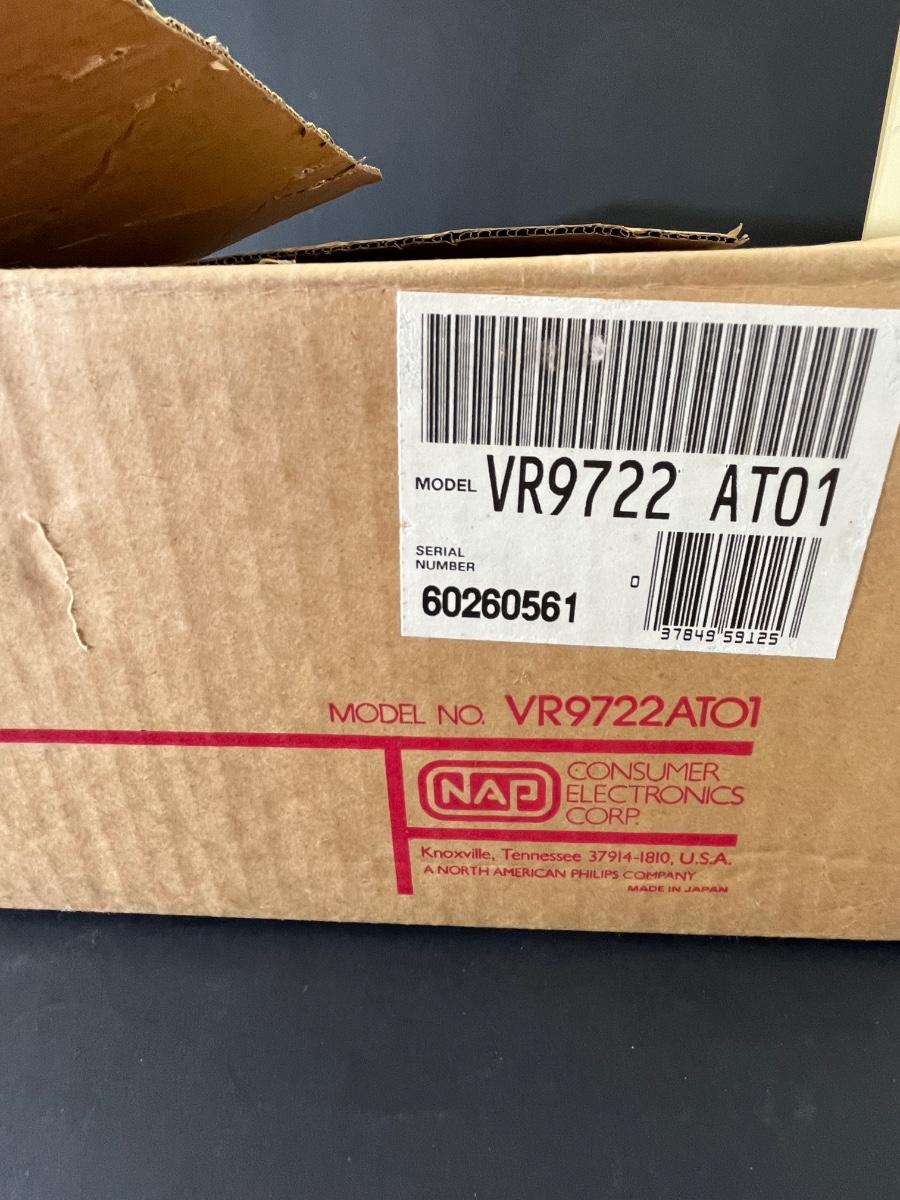 MODEL VR9722 AT01
SERIAL
NUMBER
60260561
0
37849 59125
MODEL NO. VR9722AT01
NAP CONSUMER
ELECTRONICS
CORP.
Knoxville, Tennessee 37914-1810, U.S.A.
A NORTH AMERICAN PHILIPS COMPANY
MADE IN JAPAN